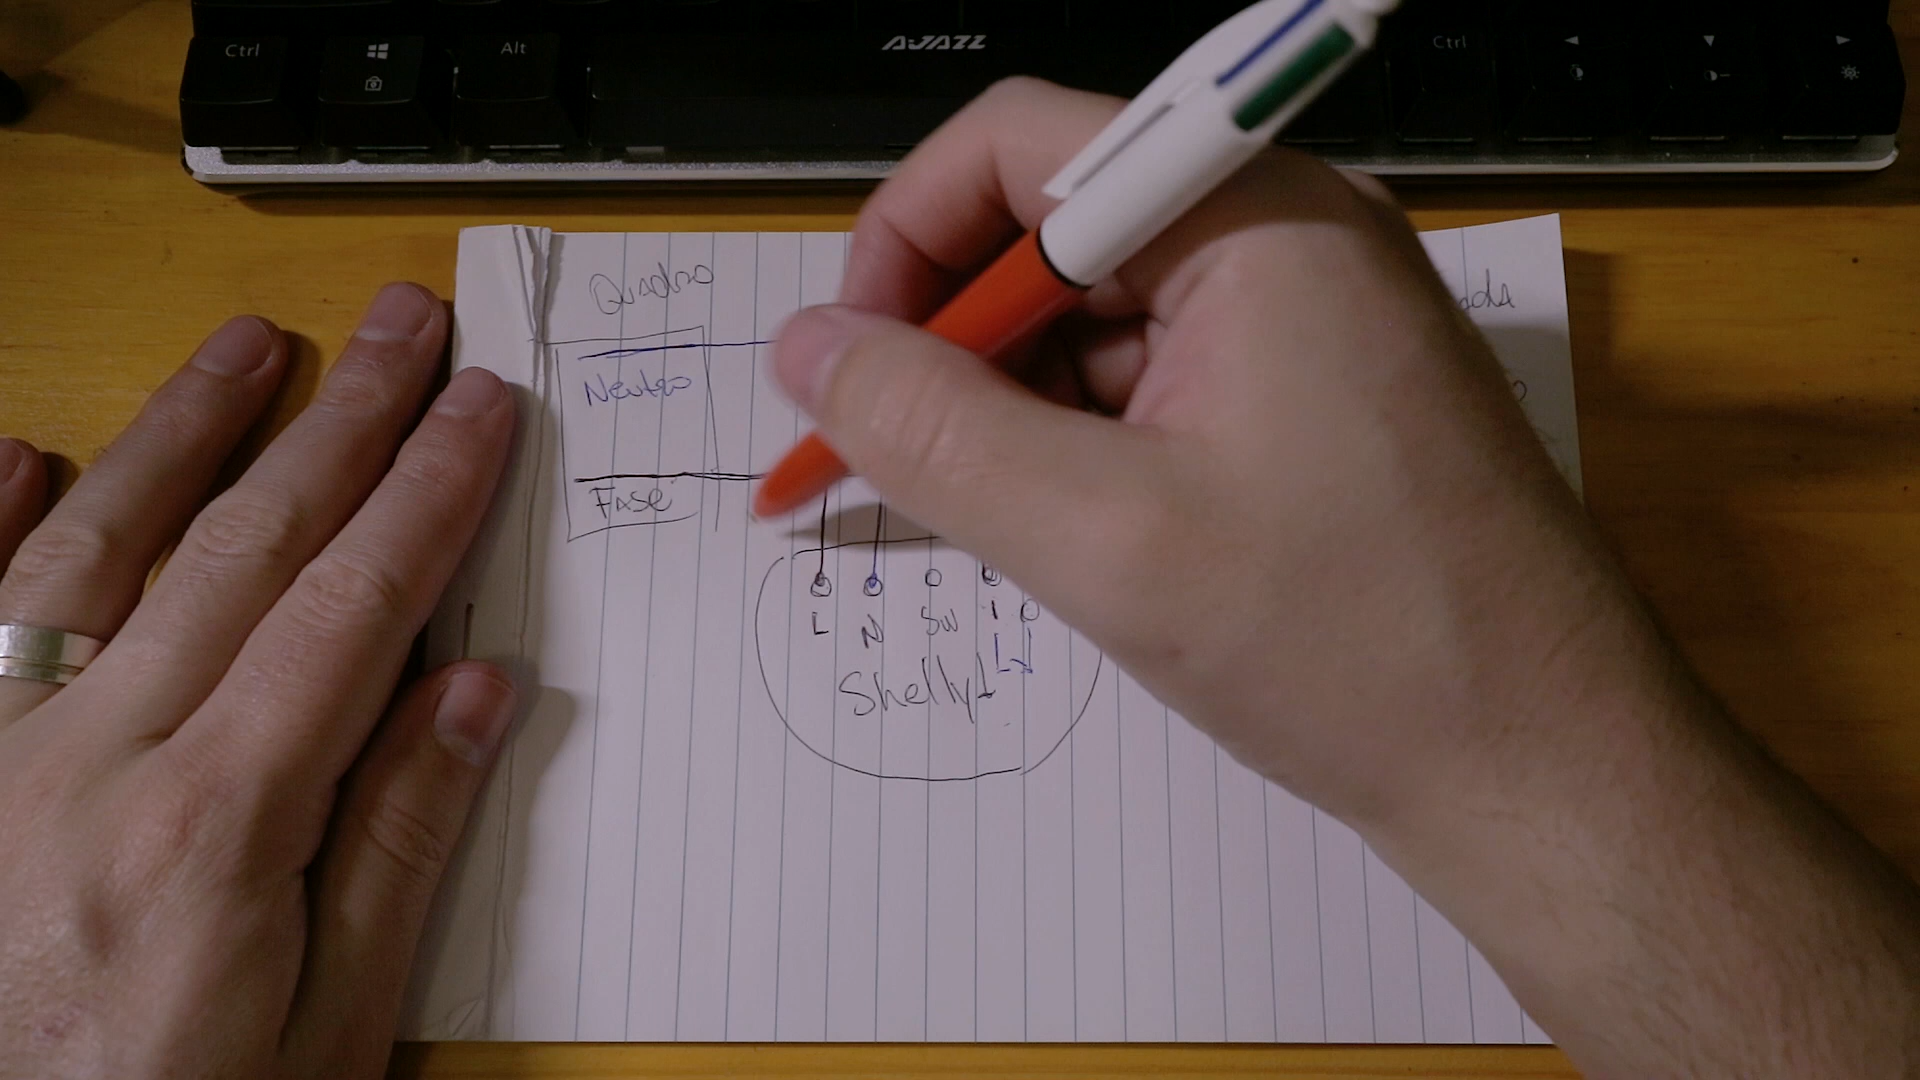 Ctrl
Alt
AJAZZ
Ctrl
Quadro
Neutro
Fase
L
N
SW
I
O
Shelly1